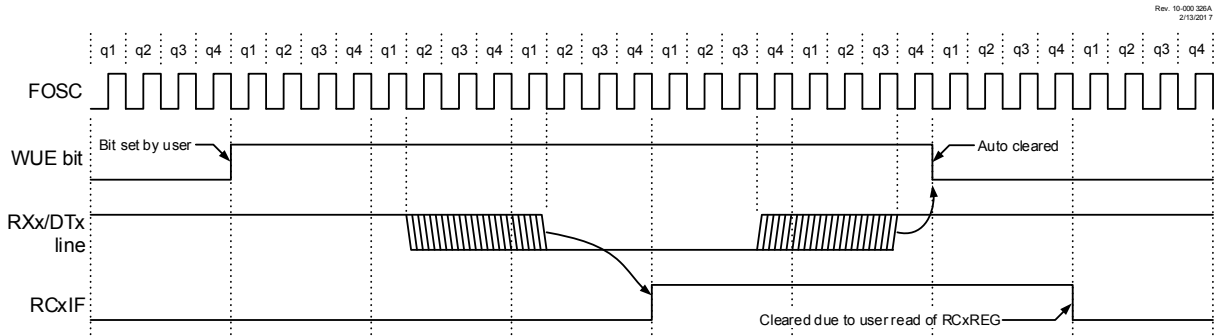 Rev. 10-000 326A
2/13/201 7
q1 q2 q3 q4 q1 q2 q3 q4 q1 q2 q3 q4 q1 q2 q3 q4 q1 q2 q3 q4 q1 q2 q3 q4 q1 q2 q3 q4 q1 q2 q3 q4
FOSC
WUE bit
Bit set by user
Auto cleared
RXx/DTx
line
RCxIF
Cleared due to user read of RCxREG